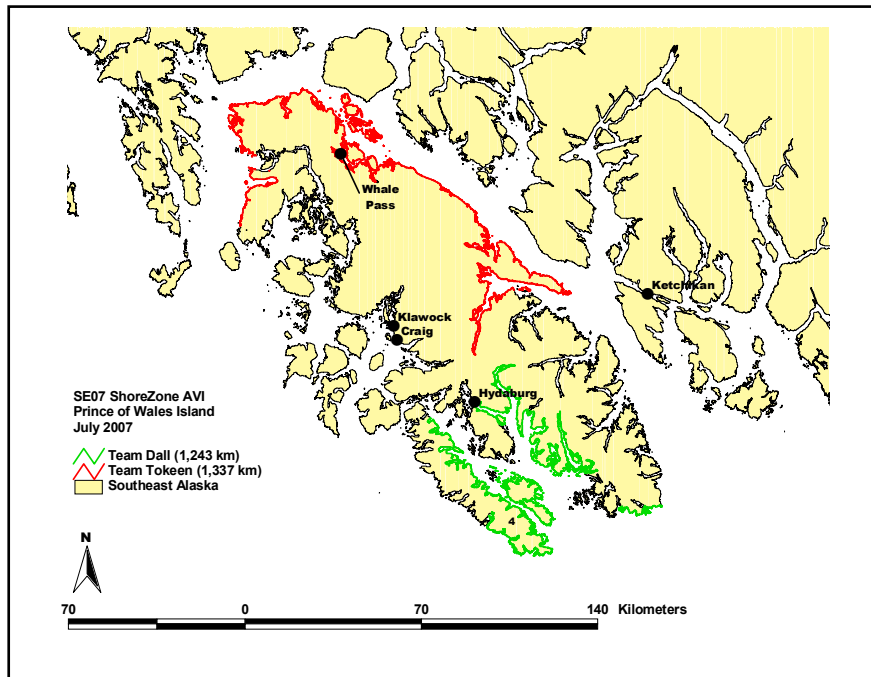 Whale
Pass
Ketchikan
Klawock
Craig
Hydaburg
SE07 ShoreZone AVI
Prince of Wales Island
July 2007
Team Dall (1,243 km)
Team Tokeen (1,337 km)
Southeast Alaska
4
N
70 0 70 140 Kilometers